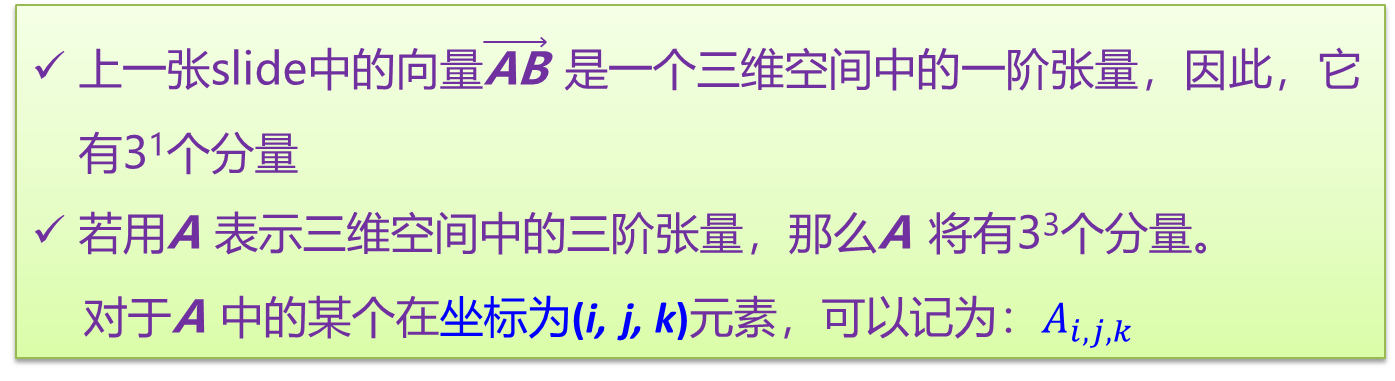 ✓ 上一张slide中的向量$\overrightarrow{AB}$ 是一个三维空间中的一阶张量，因此，它
有3¹个分量
✓ 若用A 表示三维空间中的三阶张量，那么A 将有3³个分量。
对于A 中的某个在坐标为(i, j, k)元素，可以记为：$A_{i,j,k}$